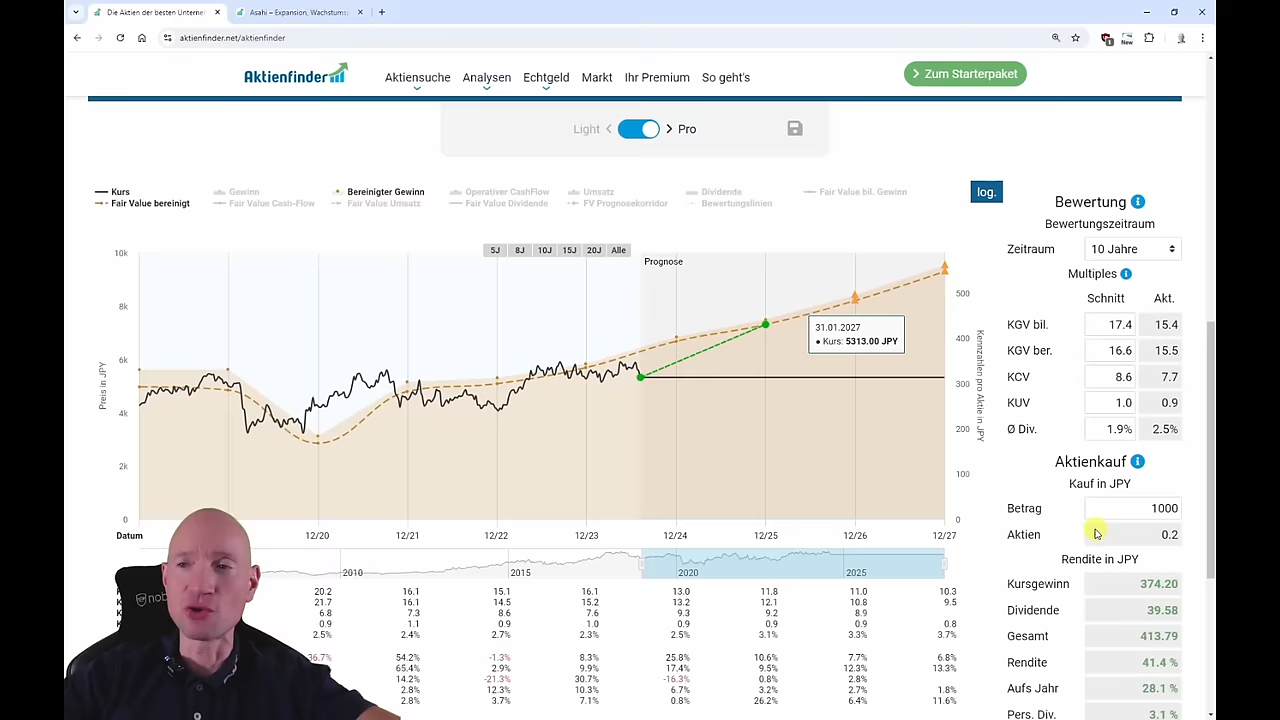 Die Aktien der besten Unterne
Asahi – Expansion, Wachstums
aktienfinder.net/aktienfinder
New
Aktienfinder
Aktiensuche Analysen Echtgeld Markt Ihr Premium So geht's
Zum Starterpaket
Light Pro
Kurs Gewinn Bereinigter Gewinn Operativer CashFlow Umsatz Dividende Fair Value bil. Gewinn
Fair Value bereinigt Fair Value Cash-Flow Fair Value Umsatz Fair Value Dividende FV Prognosekorridor Bewertungslinien
log.
5J 8J 10J 15J 20J Alle
Prognose
10k
8k
6k
4k
2k
0
Preis in JPY
500
400
300
200
100
0
Kennzahlen pro Aktie in JPY
31.01.2027
Kurs: 5313.00 JPY
Datum 12/20 12/21 12/22 12/23 12/24 12/25 12/26 12/27
2010 2015 2020 2025
20.2 16.1 15.1 16.1 13.0 11.8 11.0 10.3
21.7 16.1 14.5 15.2 13.2 12.1 10.8 9.5
6.8 7.3 8.6 7.6 9.3 9.2 8.9
0.9 1.1 0.9 1.0 0.9 0.9 0.8
2.5% 2.4% 2.7% 2.3% 2.5% 3.1% 3.3% 3.7%
36.7% 54.2% -1.3% 8.3% 25.8% 10.6% 7.7% 6.8%
65.4% 2.9% 9.9% 17.4% 9.5% 12.3% 13.3%
14.2% -21.3% 30.7% -16.3% 0.8% 2.8%
2.8% 12.3% 10.3% 6.7% 3.2% 2.7% 1.8%
2.8% 3.7% 7.1% 0.8% 26.2% 6.4% 11.6%
Bewertung
Bewertungszeitraum
Zeitraum 10 Jahre
Multiples
Schnitt Akt.
KGV bil. 17.4 15.4
KGV ber. 16.6 15.5
KCV 8.6 7.7
KUV 1.0 0.9
Ø Div. 1.9% 2.5%
Aktienkauf
Kauf in JPY
Betrag 1000
Aktien 0.2
Rendite in JPY
Kursgewinn 374.20
Dividende 39.58
Gesamt 413.79
Rendite 41.4 %
Aufs Jahr 28.1 %
Pers. Div. 3.1 %